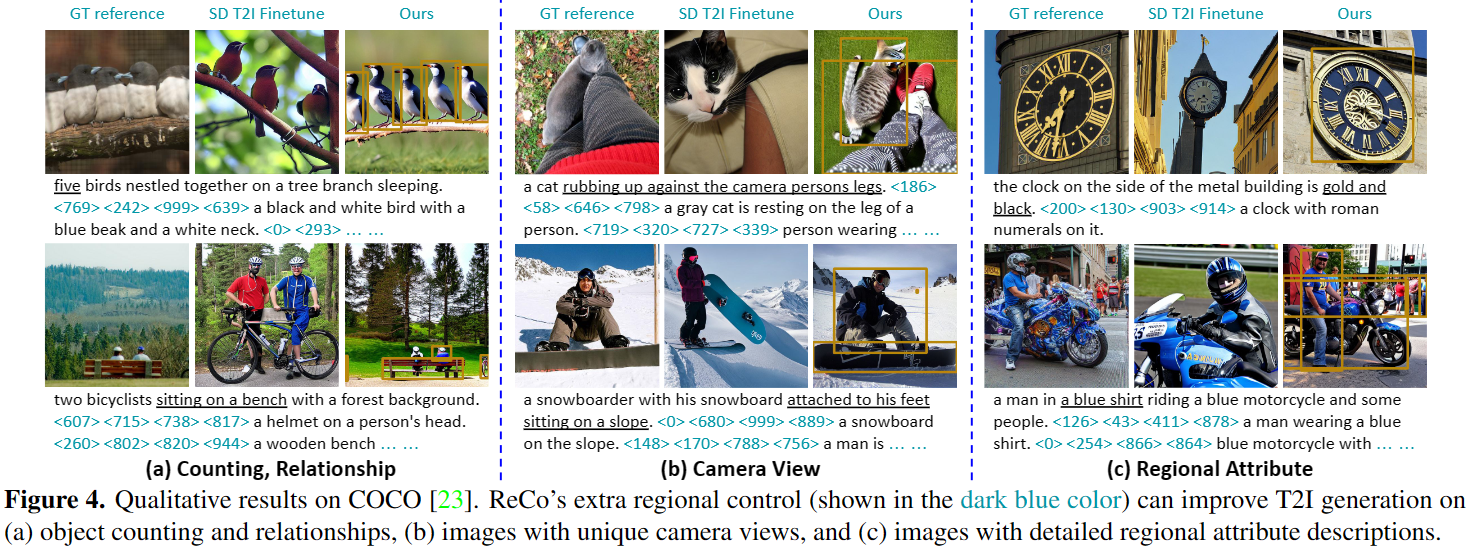 GT reference SD T2I Finetune Ours
five birds nestled together on a tree branch sleeping.
<769> <242> <999> <639> a black and white bird with a
blue beak and a white neck. <0> <293> ... ...
two bicyclists sitting on a bench with a forest background.
<607> <715> <738> <817> a helmet on a person's head.
<260> <802> <820> <944> a wooden bench ... ...
(a) Counting, Relationship
GT reference SD T2I Finetune Ours
a cat rubbing up against the camera persons legs. <186>
<58> <646> <798> a gray cat is resting on the leg of a
person. <719> <320> <727> <339> person wearing ... ...
a snowboarder with his snowboard attached to his feet
sitting on a slope. <0> <680> <999> <889> a snowboard
on the slope. <148> <170> <788> <756> a man is ... ...
(b) Camera View
GT reference SD T2I Finetune Ours
the clock on the side of the metal building is gold and
black. <200> <130> <903> <914> a clock with roman
numerals on it.
a man in a blue shirt riding a blue motorcycle and some
people. <126> <43> <411> <878> a man wearing a blue
shirt. <0> <254> <866> <864> blue motorcycle with ... ...
(c) Regional Attribute
Figure 4. Qualitative results on COCO [23]. ReCo's extra regional control (shown in the dark blue color) can improve T2I generation on
(a) object counting and relationships, (b) images with unique camera views, and (c) images with detailed regional attribute descriptions.